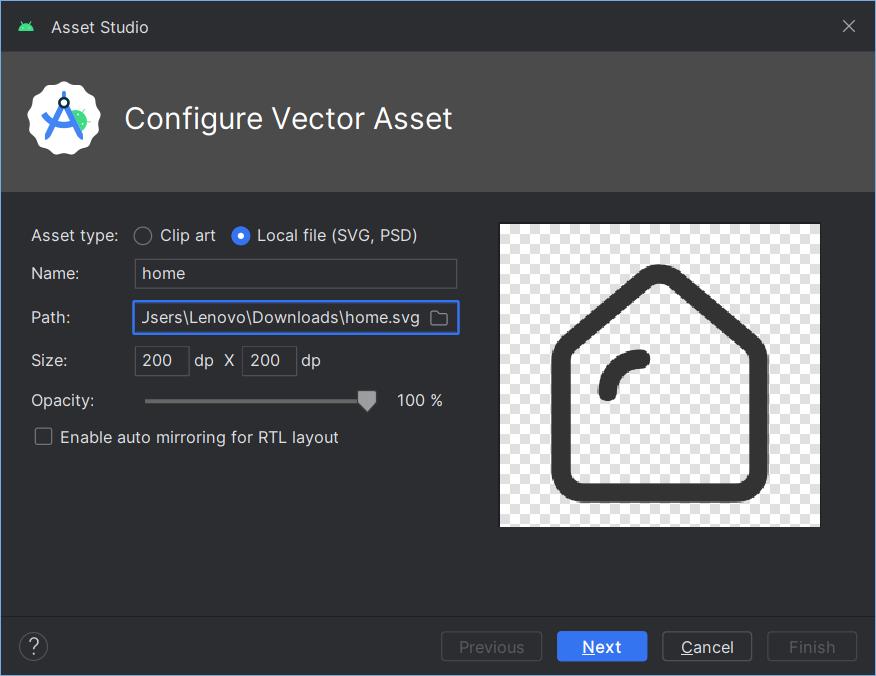 Asset Studio
Configure Vector Asset
Asset type: Clip art Local file (SVG, PSD)
Name: home
Path: Jsers\Lenovo\Downloads\home.svg
Size: 200 dp X 200 dp
Opacity: 100 %
Enable auto mirroring for RTL layout
? Previous Next Cancel Finish